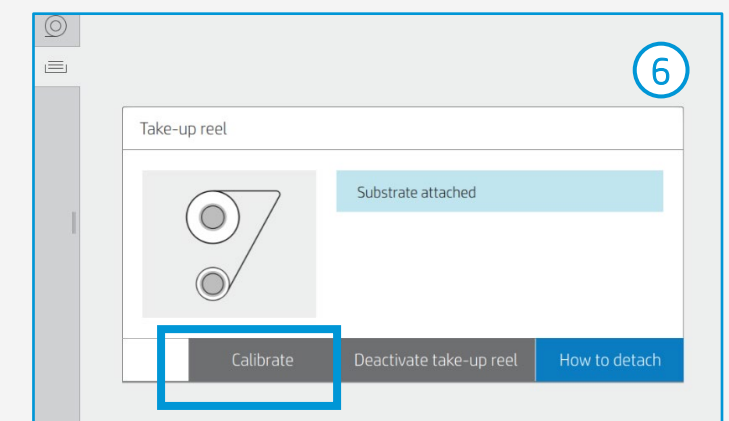 6
Take-up reel
Substrate attached
Calibrate
Deactivate take-up reel
How to detach